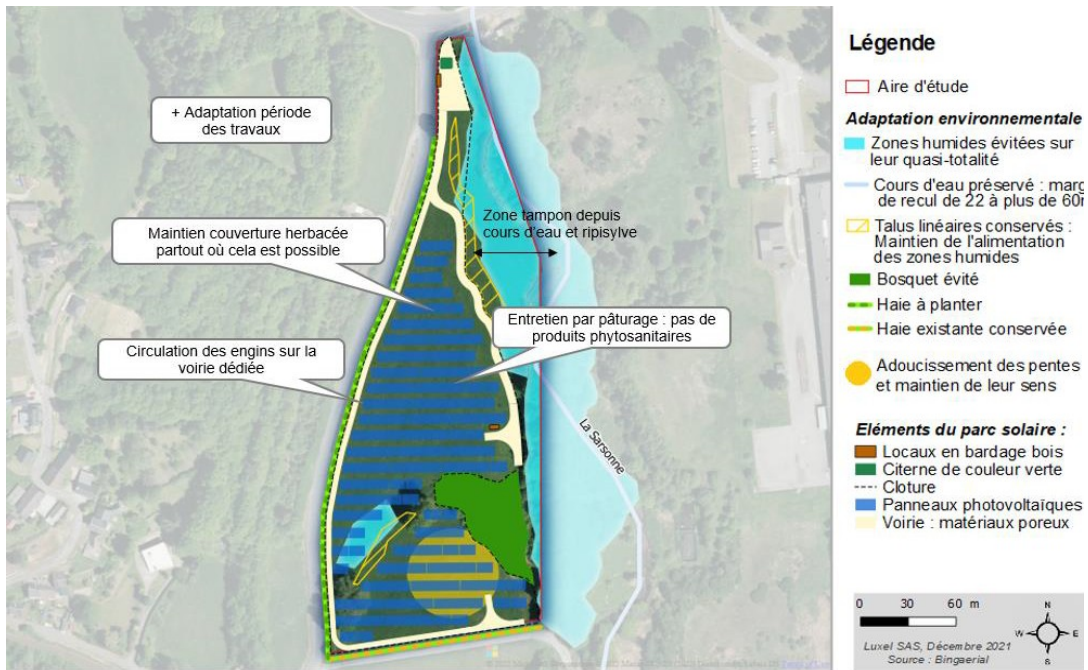 + Adaptation période
des travaux
Maintien couverture herbacée
partout où cela est possible
Zone tampon depuis
cours d'eau et ripisylve
Entretien par pâturage : pas de
produits phytosanitaires
Circulation des engins sur la
voirie dédiée
La Sarsonne
Légende
Aire d'étude
Adaptation environnementale
Zones humides évitées sur
leur quasi-totalité
Cours d'eau préservé : marg
de recul de 22 à plus de 60m
Talus linéaires conservés :
Maintien de l'alimentation
des zones humides
Bosquet évité
Haie à planter
Haie existante conservée
Adoucissement des pentes
et maintien de leur sens
Eléments du parc solaire :
Locaux en bardage bois
Citerne de couleur verte
Cloture
Panneaux photovoltaïques
Voirie : matériaux poreux
0 30 60 m
N
W E
S
Luxel SAS, Décembre 2021
Source : Bingaerial